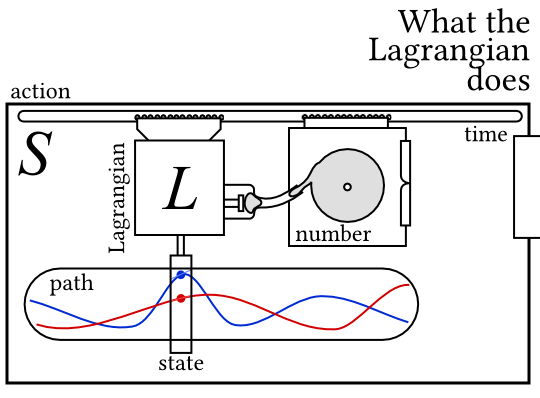 What the
Lagrangian
does
action
time
S
Lagrangian
L
number
path
state